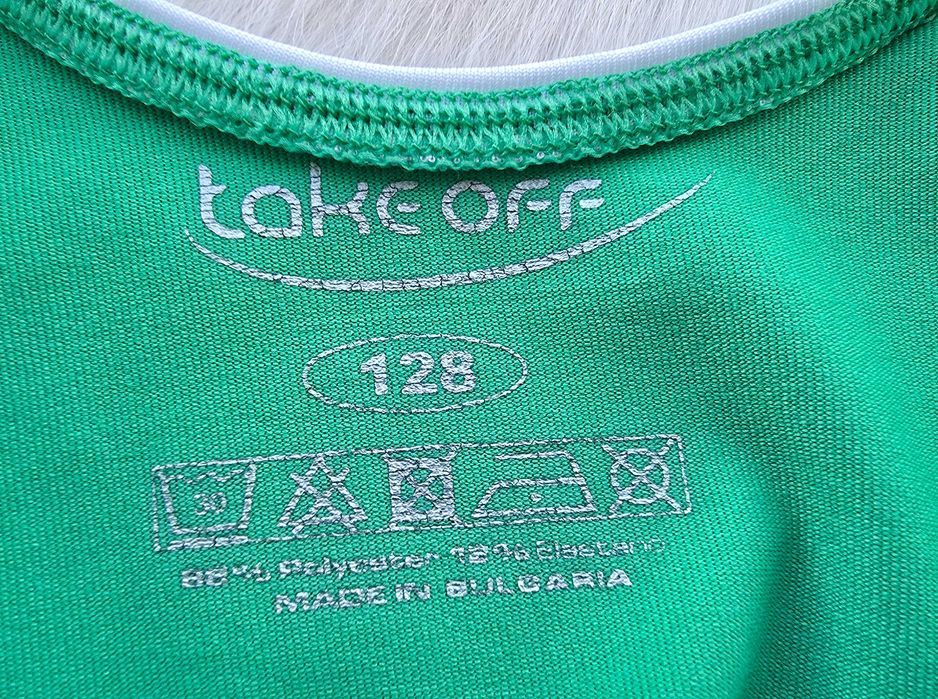 take OFF
128
30
88% Polyester 12% Elastane
MADE IN BULGARIA